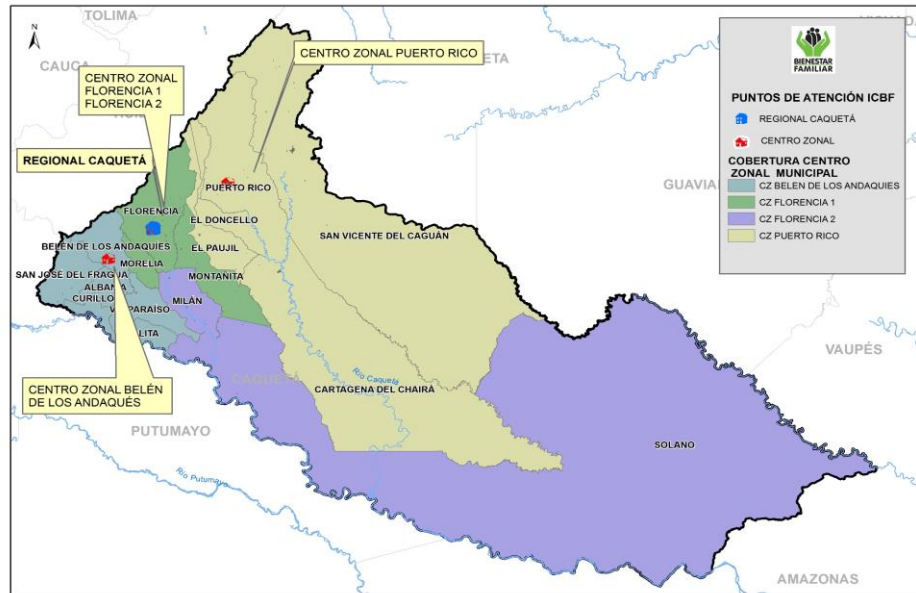 TOLIMA
N
CAUCA
META
CENTRO ZONAL PUERTO RICO
CENTRO ZONAL
FLORENCIA 1
FLORENCIA 2
REGIONAL CAQUETÁ
PUERTO RICO
FLORENCIA
EL DONCELLO
SAN VICENTE DEL CAGUÁN
BELEN DE LOS ANDAQUIES
EL PAUJIL
MORELIA
SAN JOSÉ DEL FRAGUA
MONTAÑITA
ALBANIA
CURILLO
MILÁN
LITA
CENTRO ZONAL BELÉN
DE LOS ANDAQUÉS
CAQUETÁ
Río Caquetá
CARTAGENA DEL CHAIRÁ
PUTUMAYO
SOLANO
Río Putumayo
AMAZONAS
VAUPÉS
BIENESTAR
FAMILIAR
PUNTOS DE ATENCIÓN ICBF
REGIONAL CAQUETÁ
CENTRO ZONAL
COBERTURA CENTRO
ZONAL MUNICIPAL
CZ BELEN DE LOS ANDAQUIES
CZ FLORENCIA 1
CZ FLORENCIA 2
CZ PUERTO RICO